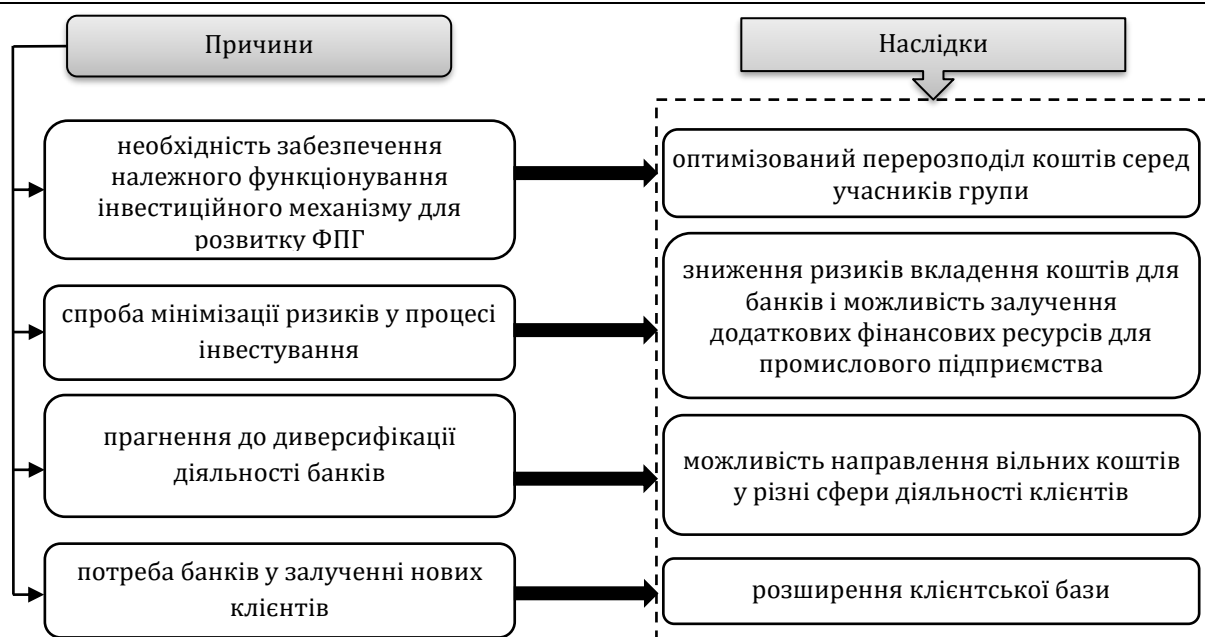 Причини
Наслідки
необхідність забезпечення
належного функціонування
інвестиційного механізму для
розвитку ФПГ
оптимізований перерозподіл коштів серед
учасників групи
спроба мінімізації ризиків у процесі
інвестування
зниження ризиків вкладення коштів для
банків і можливість залучення
додаткових фінансових ресурсів для
промислового підприємства
прагнення до диверсифікації
діяльності банків
можливість направлення вільних коштів
у різні сфери діяльності клієнтів
потреба банків у залученні нових
клієнтів
розширення клієнтської бази